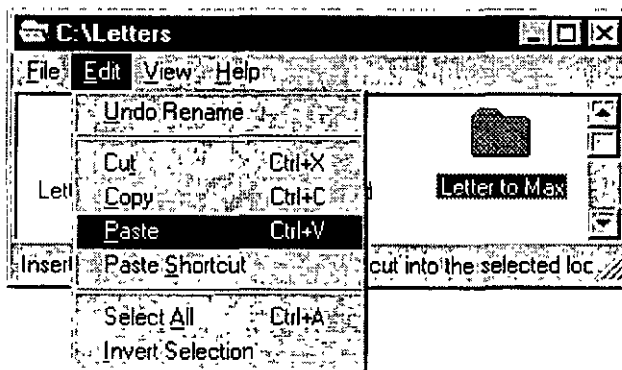 C:\Letters
File Edit View Help
Undo Rename
Cut Ctrl+X
Copy Ctrl+C
Letter to Max
Paste Ctrl+V
Paste Shortcut
cut into the selected loc
Select All Ctrl+A
Invert Selection